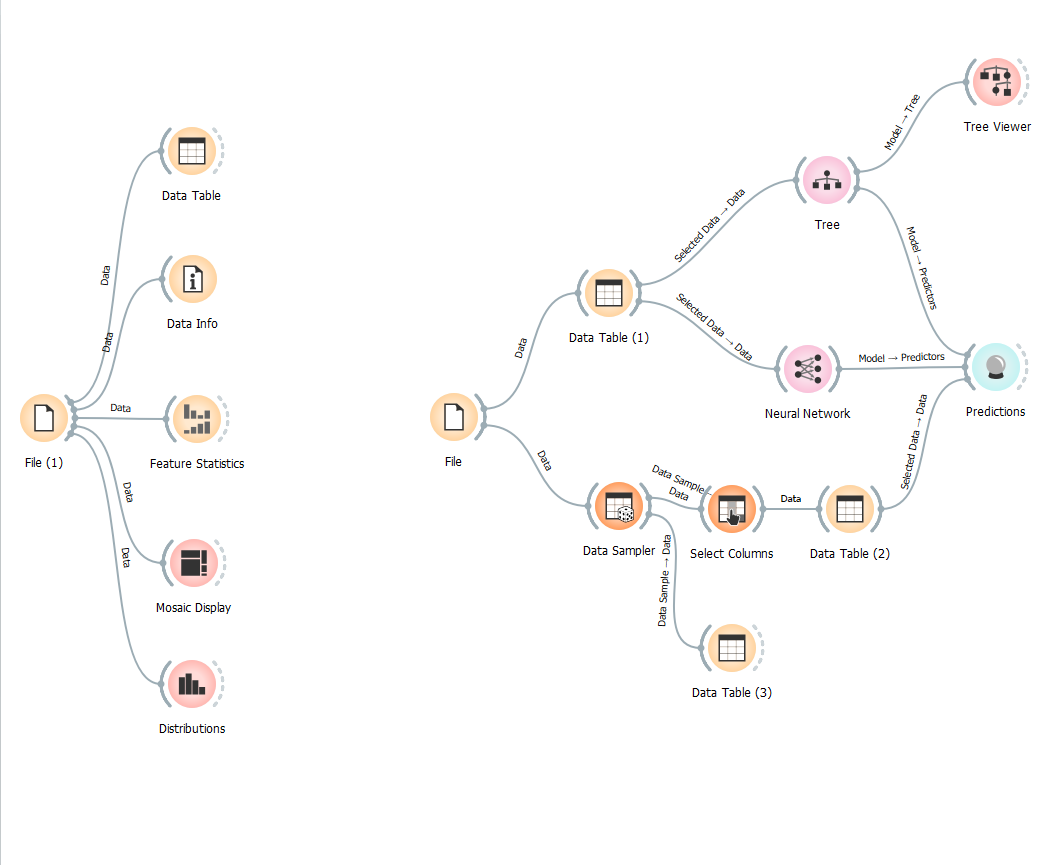 Tree Viewer
Model → Tree
Data Table
Selected Data → Data
Tree
Data
Model → Predictors
Data Info
Data
Data Table (1)
Selected Data → Data
Data
Model → Predictors
Neural Network
Predictions
Data
File (1)
Feature Statistics
File
Data
Selected Data → Data
Data
Data Sample →
Data
Data
Data Sampler
Select Columns
Data Table (2)
Data
Data Sample → Data
Mosaic Display
Data Table (3)
Distributions